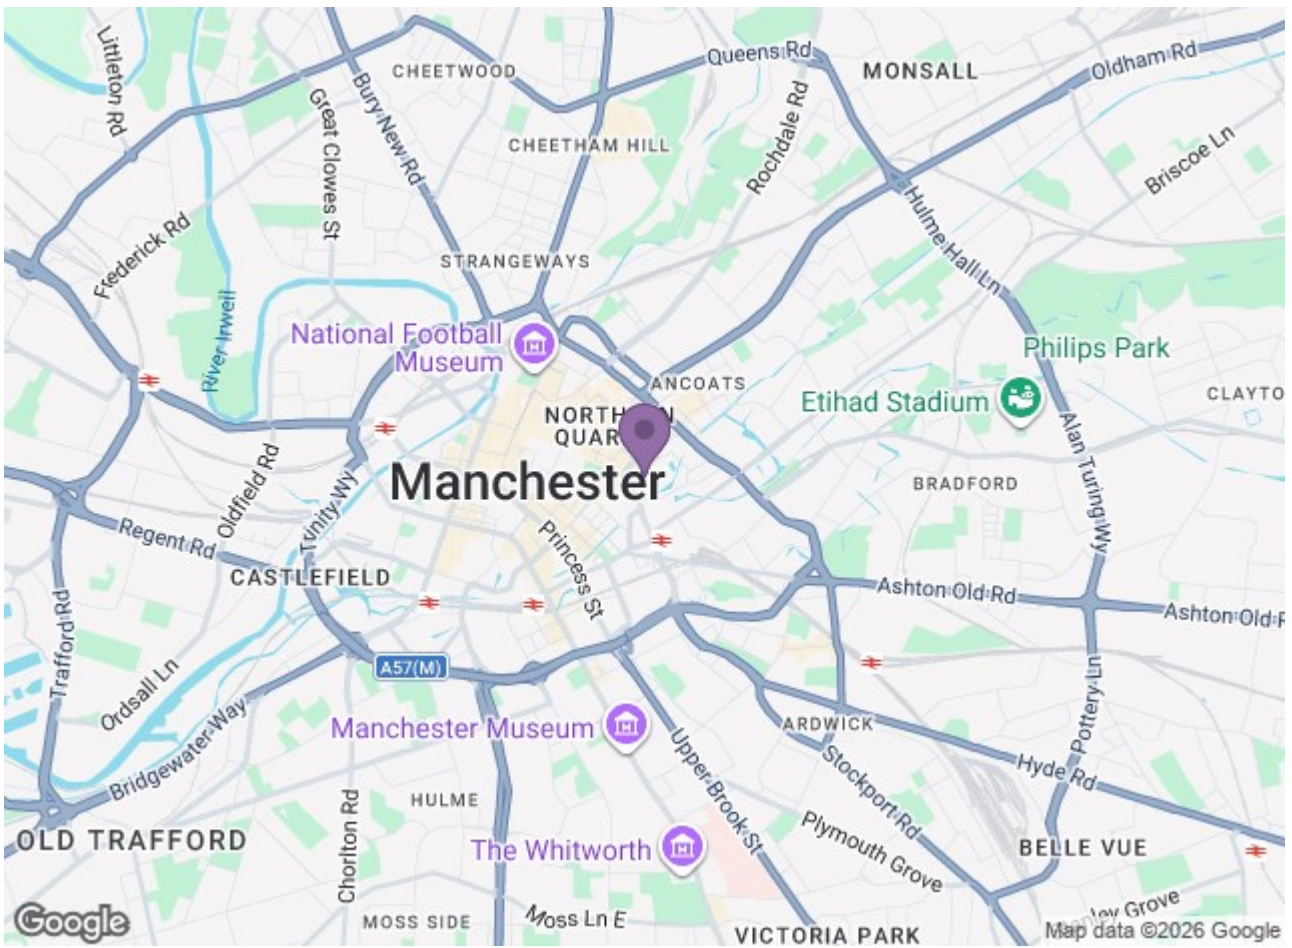 Littleton Rd
CHEETWOOD
Queens Rd
MONSALL
Oldham Rd
Bury New Rd
Great Clowes St
CHEETHAM HILL
Rochdale Rd
Briscoe Ln
Frederick Rd
STRANGEWAYS
Hulme Hall Ln
River Irwell
National Football
Museum
Philips Park
ANCOATS
Etihad Stadium
CLAYTO
NORTH
QUAR
Alan Turing Wy
Oldfield Rd
Manchester
BRADFORD
Trinity Wy
Regent Rd
Princess St
CASTLEFIELD
Ashton Old Rd
Ashton Old R
Trafford Rd
Ordsall Ln
A57(M)
Pottery Ln
Bridgewater Way
Manchester Museum
ARDWICK
Upper Brook St
Stockport Rd
Hyde Rd
HULME
Chorlton Rd
Plymouth Grove
OLD TRAFFORD
The Whitworth
BELLE VUE
Google
MOSS SIDE
Moss Ln E
VICTORIA PARK
Grove
Map data ©2026 Google